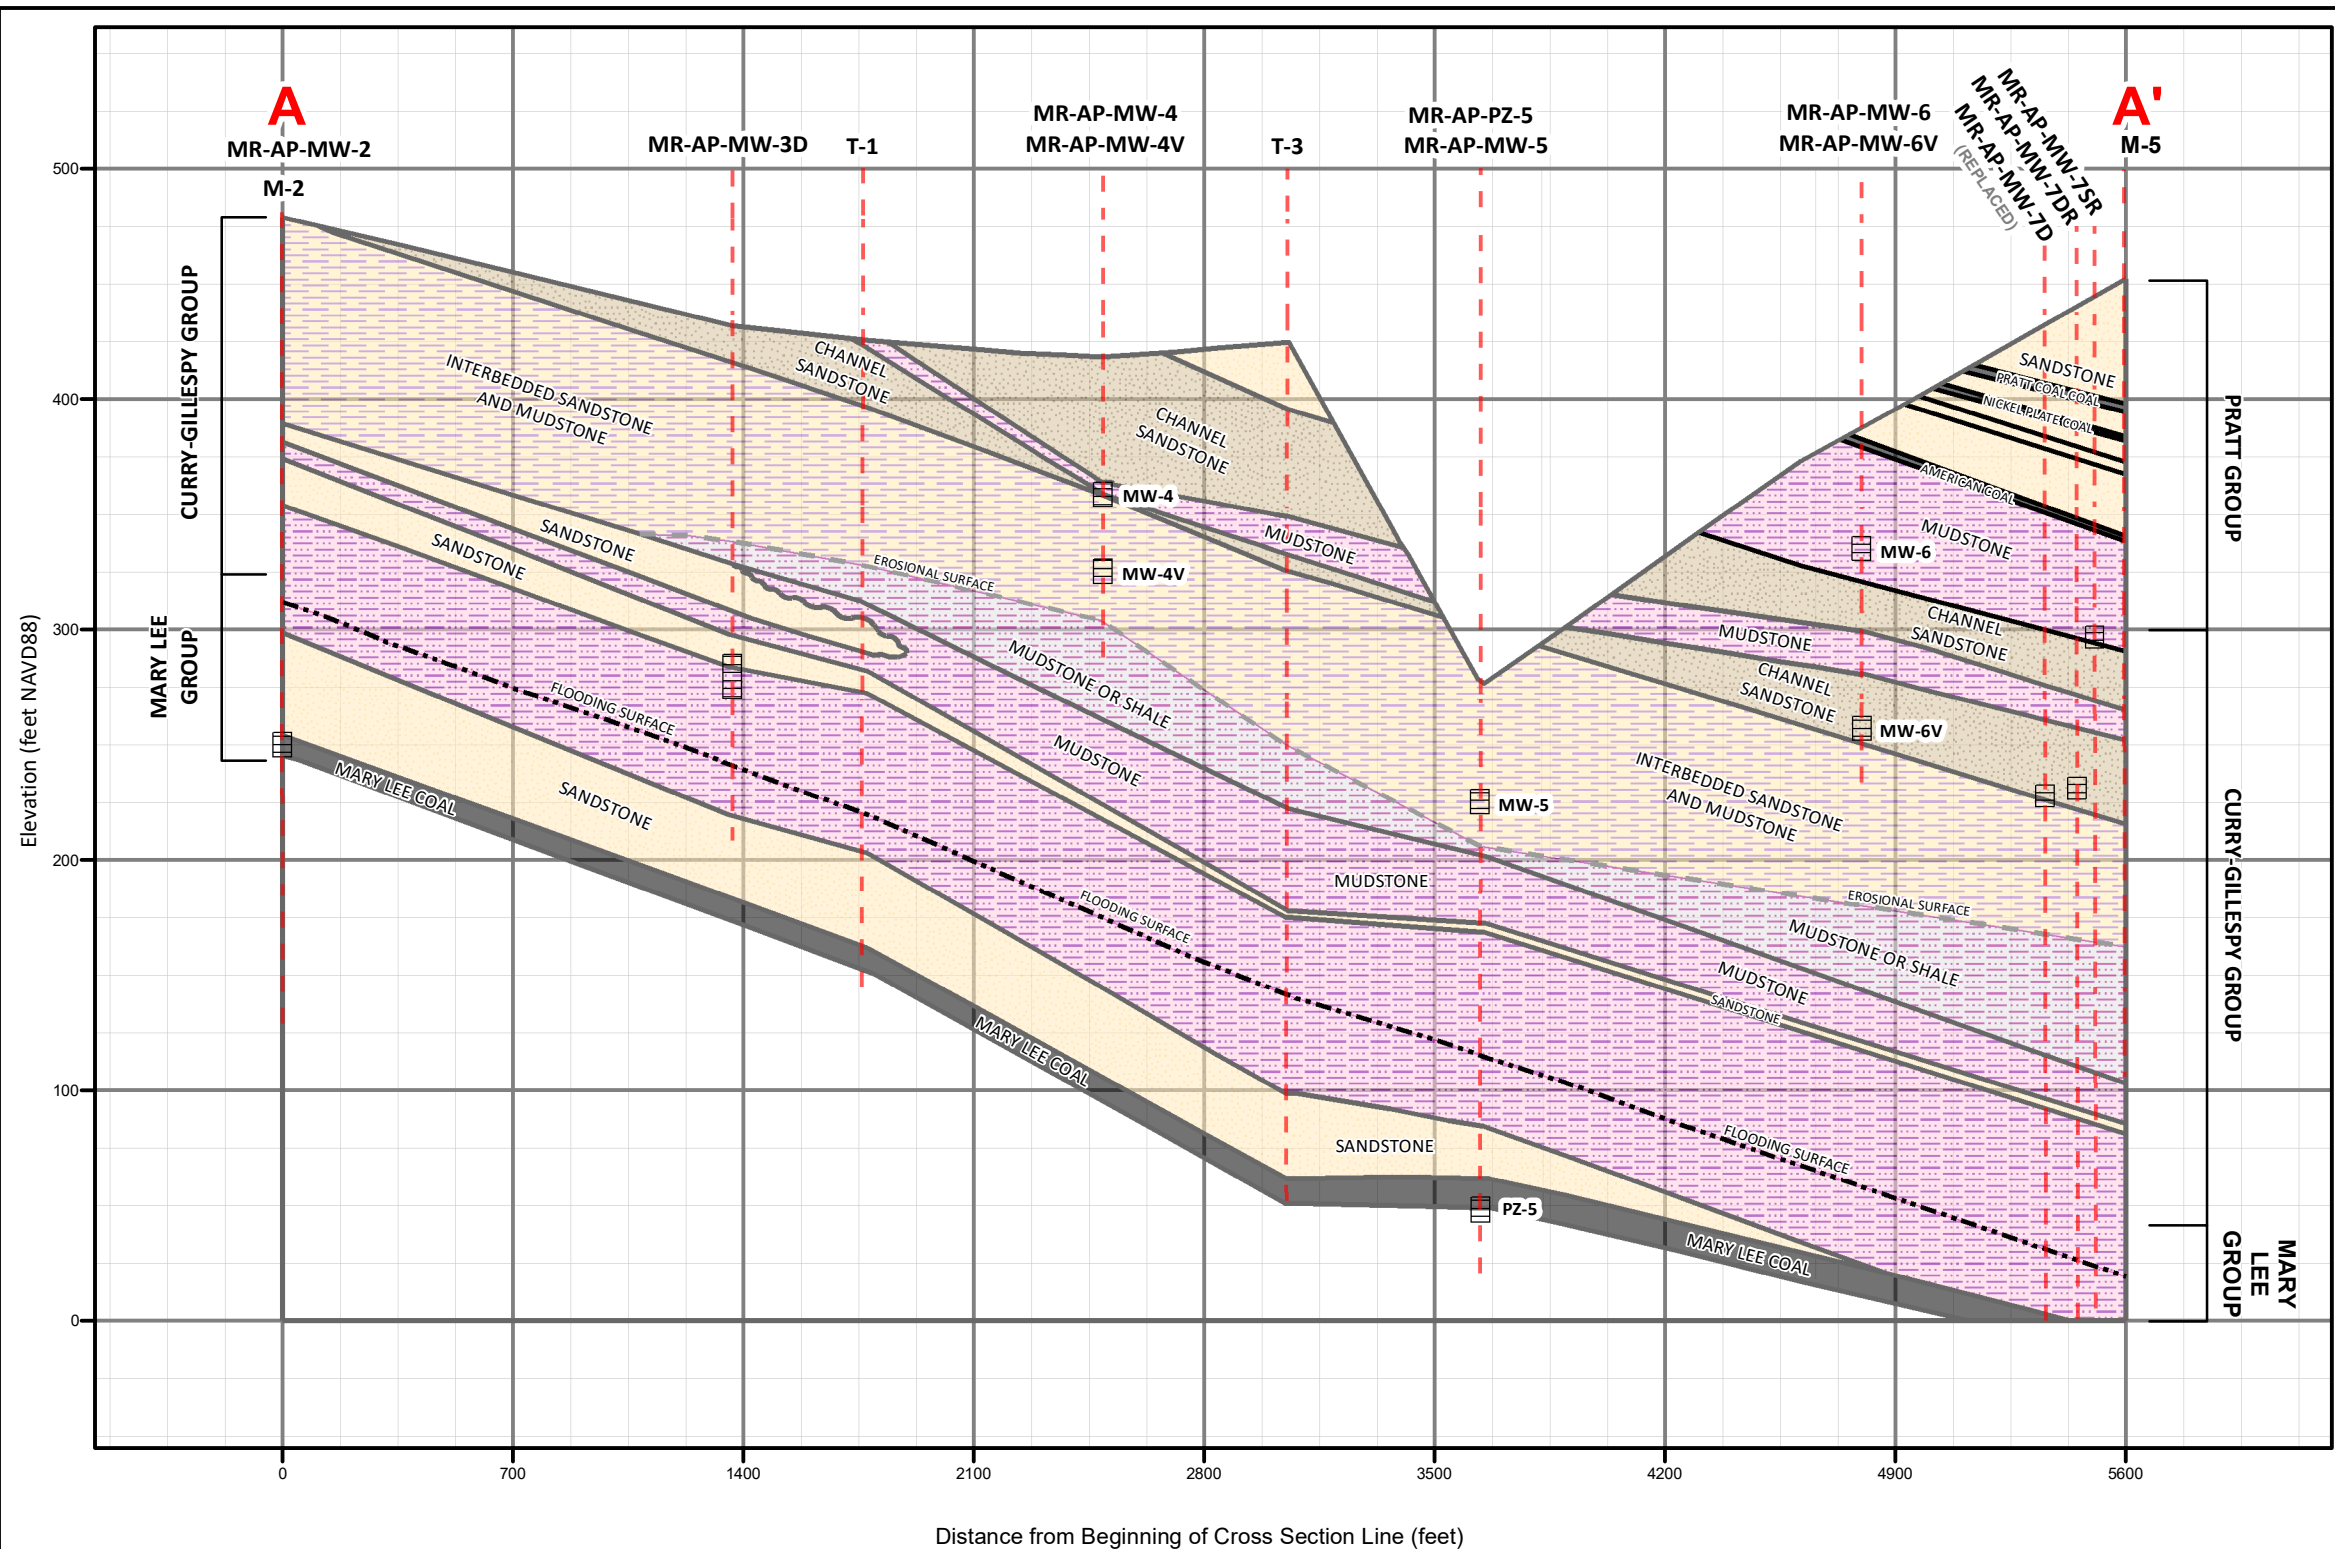 A
A'
MR-AP-MW-2
M-2
MR-AP-MW-3D
T-1
MR-AP-MW-4
MR-AP-MW-4V
T-3
MR-AP-PZ-5
MR-AP-MW-5
MR-AP-MW-6
MR-AP-MW-6V
MR-AP-MW-7SR
MR-AP-MW-7DR
MR-AP-MW-7D
(REPLACED)
M-5
500
400
300
200
100
0
Elevation (feet NAVD88)
CURRY-GILLESPY GROUP
MARY LEE
GROUP
INTERBEDDED SANDSTONE
AND MUDSTONE
CHANNEL
SANDSTONE
CHANNEL
SANDSTONE
SANDSTONE
SANDSTONE
EROSIONAL SURFACE
MW-4
MW-4V
MUDSTONE
MUDSTONE OR SHALE
MUDSTONE
FLOODING SURFACE
SANDSTONE
MARY LEE COAL
FLOODING SURFACE
MARY LEE COAL
MUDSTONE
SANDSTONE
MW-5
PZ-5
SANDSTONE
PRATT COAL COAL
NICKEL PLATE COAL
AMERICAN COAL
MUDSTONE
MW-6
CHANNEL
SANDSTONE
MUDSTONE
CHANNEL
SANDSTONE
MW-6V
INTERBEDDED SANDSTONE
AND MUDSTONE
EROSIONAL SURFACE
MUDSTONE OR SHALE
MUDSTONE
SANDSTONE
FLOODING SURFACE
MARY LEE COAL
PRATT GROUP
CURRY-GILLESPY GROUP
MARY
LEE
GROUP
0
700
1400
2100
2800
3500
4200
4900
5600
Distance from Beginning of Cross Section Line (feet)